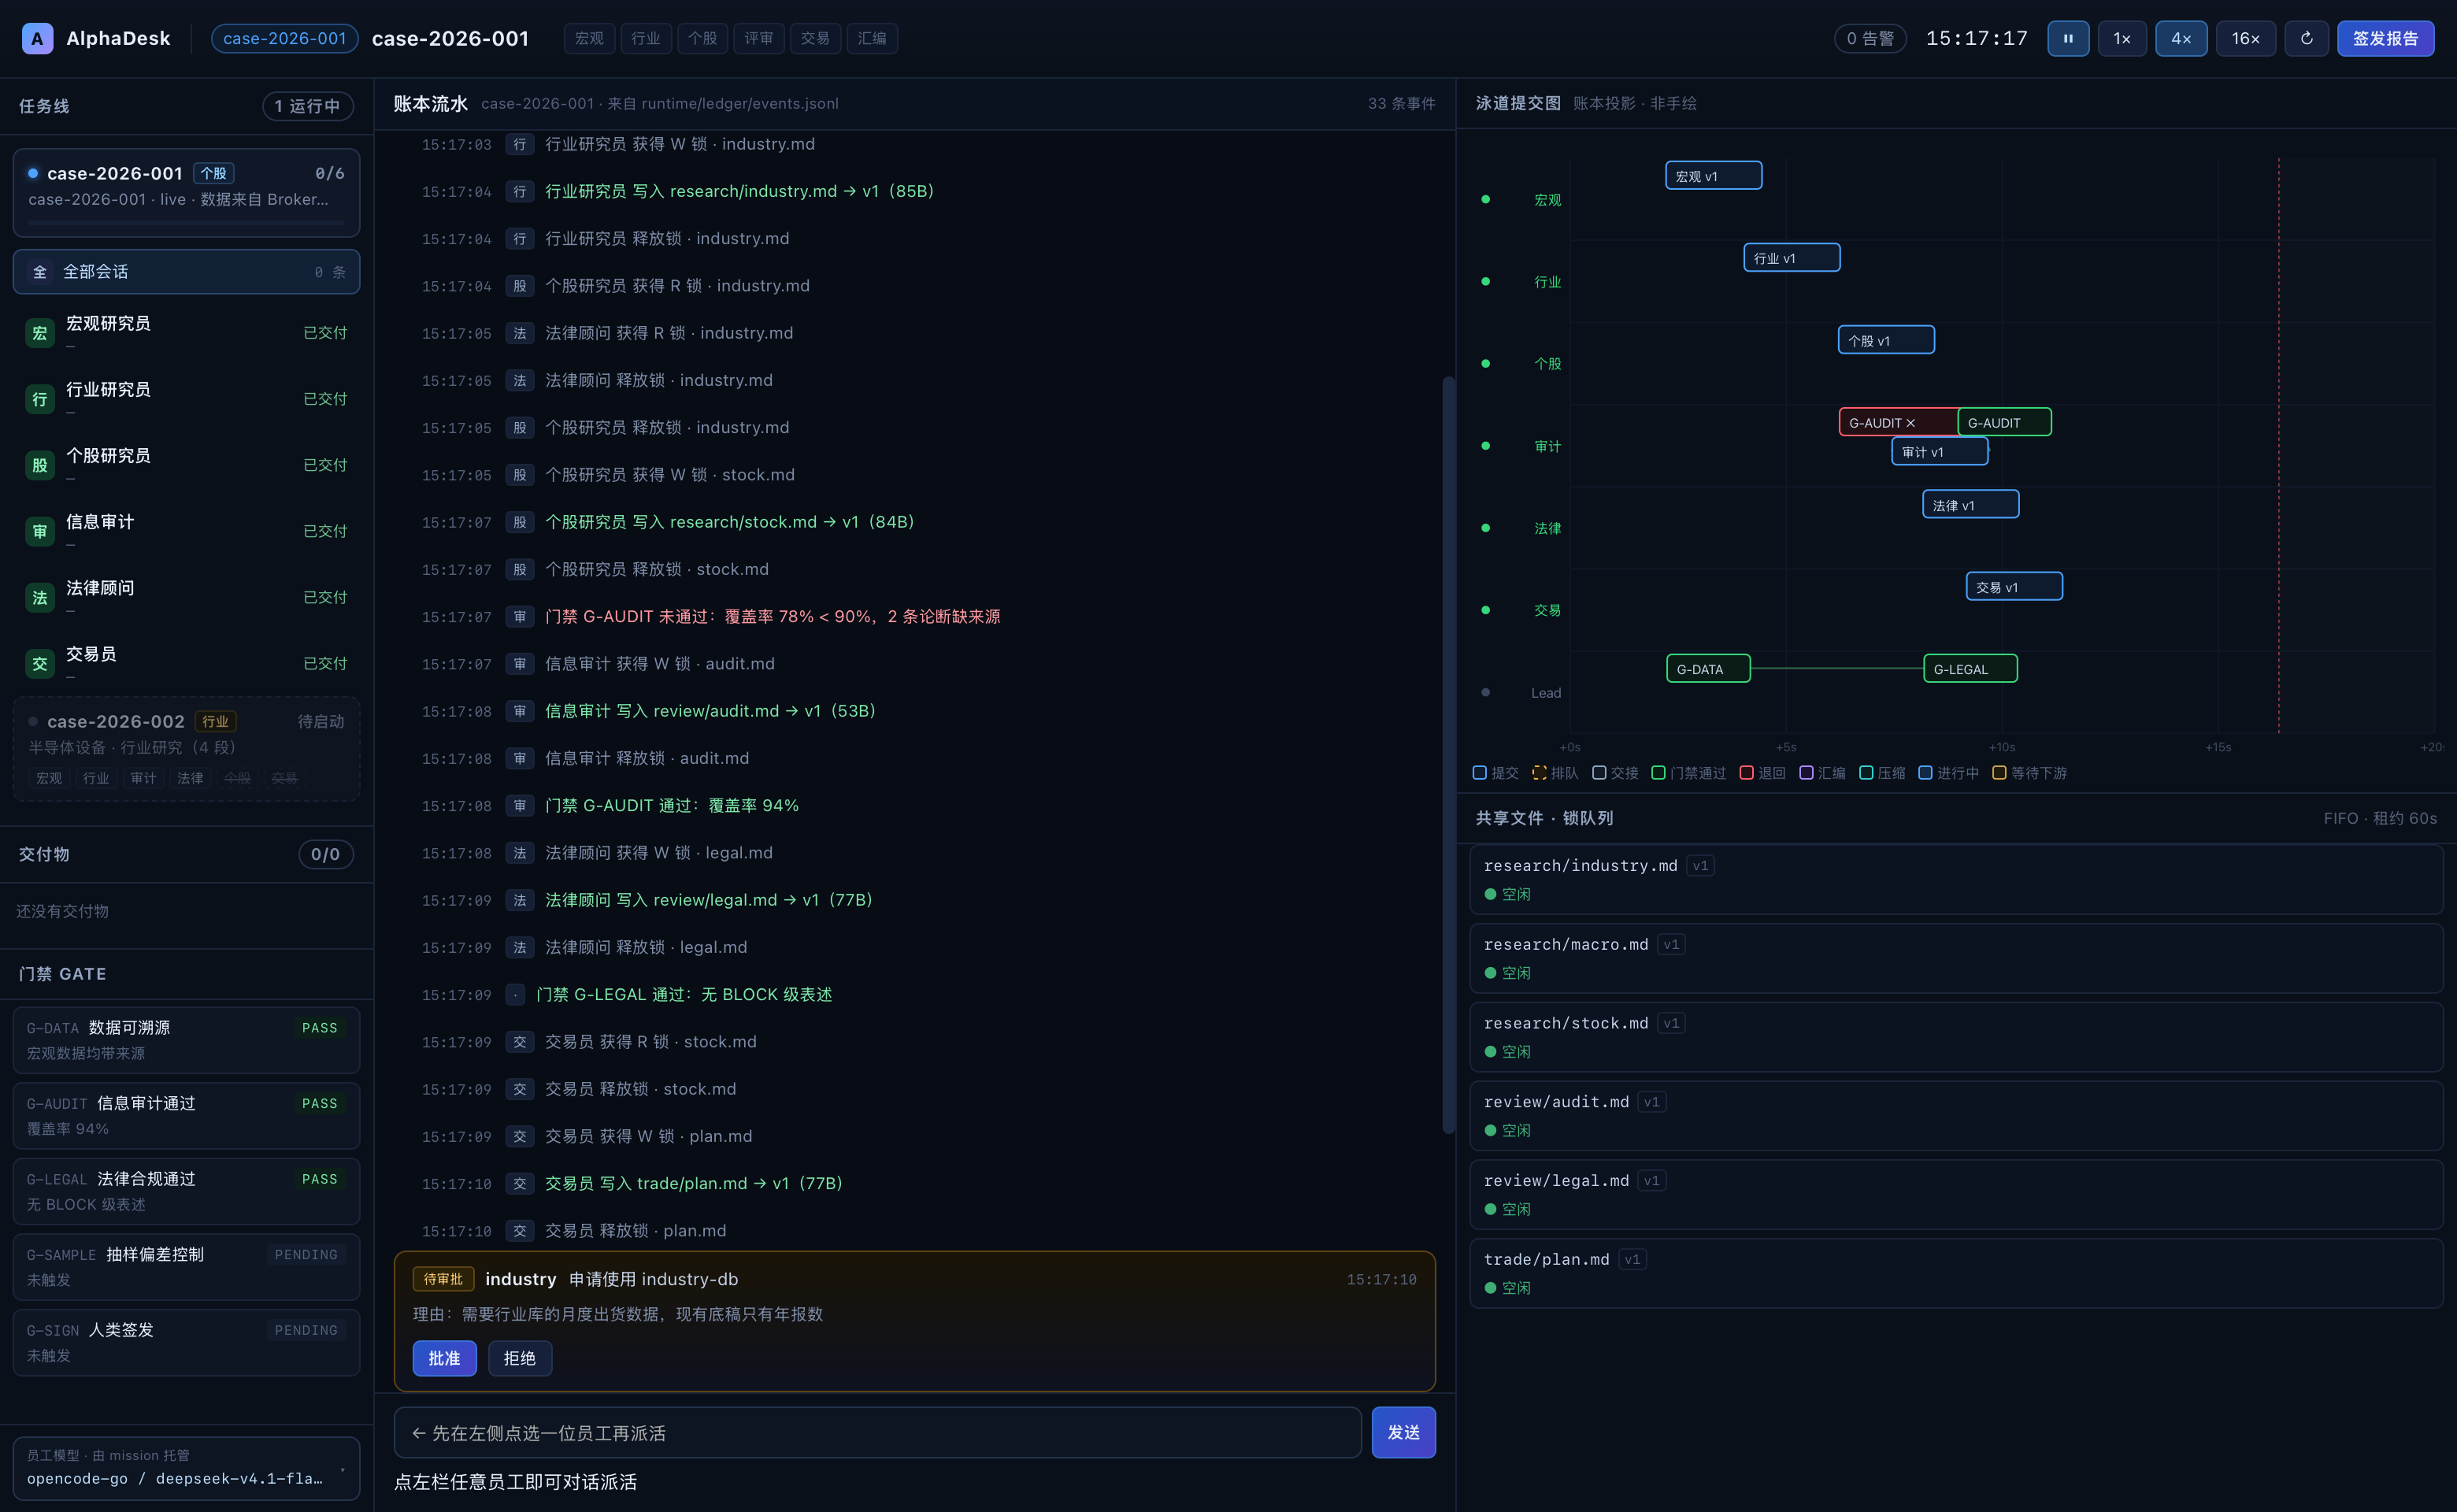 A AlphaDesk case-2026-001 case-2026-001 宏观 行业 个股 评审 交易 汇编 0 告警 15:17:17 1× 4× 16× ↻ 签发报告
任务线 1 运行中
case-2026-001 个股 0/6
case-2026-001 · live · 数据来自 Broker…
全 全部会话 0 条
宏 宏观研究员 已交付
—
行 行业研究员 已交付
—
股 个股研究员 已交付
—
审 信息审计 已交付
—
法 法律顾问 已交付
—
交 交易员 已交付
—
case-2026-002 行业 待启动
半导体设备 · 行业研究（4 段）
宏观 行业 审计 法律 个股 交易
交付物 0/0
还没有交付物
门禁 GATE
G-DATA 数据可溯源 PASS
宏观数据均带来源
G-AUDIT 信息审计通过 PASS
覆盖率 94%
G-LEGAL 法律合规通过 PASS
无 BLOCK 级表述
G-SAMPLE 抽样偏差控制 PENDING
未触发
G-SIGN 人类签发 PENDING
未触发
员工模型 · 由 mission 托管
opencode-go / deepseek-v4.1-fla…
账本流水 case-2026-001 · 来自 runtime/ledger/events.jsonl 33 条事件
15:17:03 行 行业研究员 获得 W 锁 · industry.md
15:17:04 行 行业研究员 写入 research/industry.md → v1（85B）
15:17:04 行 行业研究员 释放锁 · industry.md
15:17:04 股 个股研究员 获得 R 锁 · industry.md
15:17:05 法 法律顾问 获得 R 锁 · industry.md
15:17:05 法 法律顾问 释放锁 · industry.md
15:17:05 股 个股研究员 释放锁 · industry.md
15:17:05 股 个股研究员 获得 W 锁 · stock.md
15:17:07 股 个股研究员 写入 research/stock.md → v1（84B）
15:17:07 股 个股研究员 释放锁 · stock.md
15:17:07 审 门禁 G-AUDIT 未通过：覆盖率 78% < 90%，2 条论断缺来源
15:17:07 审 信息审计 获得 W 锁 · audit.md
15:17:08 审 信息审计 写入 review/audit.md → v1（53B）
15:17:08 审 信息审计 释放锁 · audit.md
15:17:08 审 门禁 G-AUDIT 通过：覆盖率 94%
15:17:08 法 法律顾问 获得 W 锁 · legal.md
15:17:09 法 法律顾问 写入 review/legal.md → v1（77B）
15:17:09 法 法律顾问 释放锁 · legal.md
15:17:09 · 门禁 G-LEGAL 通过：无 BLOCK 级表述
15:17:09 交 交易员 获得 R 锁 · stock.md
15:17:09 交 交易员 释放锁 · stock.md
15:17:09 交 交易员 获得 W 锁 · plan.md
15:17:10 交 交易员 写入 trade/plan.md → v1（77B）
15:17:10 交 交易员 释放锁 · plan.md
待审批 industry 申请使用 industry-db 15:17:10
理由：需要行业库的月度出货数据，现有底稿只有年报数
批准 拒绝
← 先在左侧点选一位员工再派活 发送
点左栏任意员工即可对话派活
泳道提交图 账本投影 · 非手绘
宏观 宏观 v1
行业 行业 v1
个股 个股 v1
审计 G-AUDIT × G-AUDIT
审计 v1
法律 法律 v1
交易 交易 v1
Lead G-DATA G-LEGAL
+0s +5s +10s +15s +20s
提交 排队 交接 门禁通过 退回 汇编 压缩 进行中 等待下游
共享文件 · 锁队列 FIFO · 租约 60s
research/industry.md v1
空闲
research/macro.md v1
空闲
research/stock.md v1
空闲
review/audit.md v1
空闲
review/legal.md v1
空闲
trade/plan.md v1
空闲